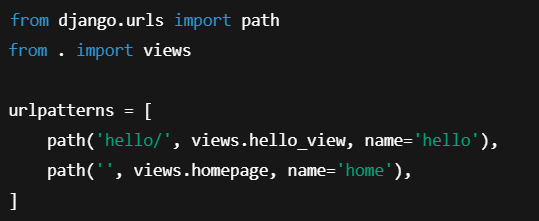 from django.urls import path
from . import views

urlpatterns = [
    path('hello/', views.hello_view, name='hello'),
    path('', views.homepage, name='home'),
]